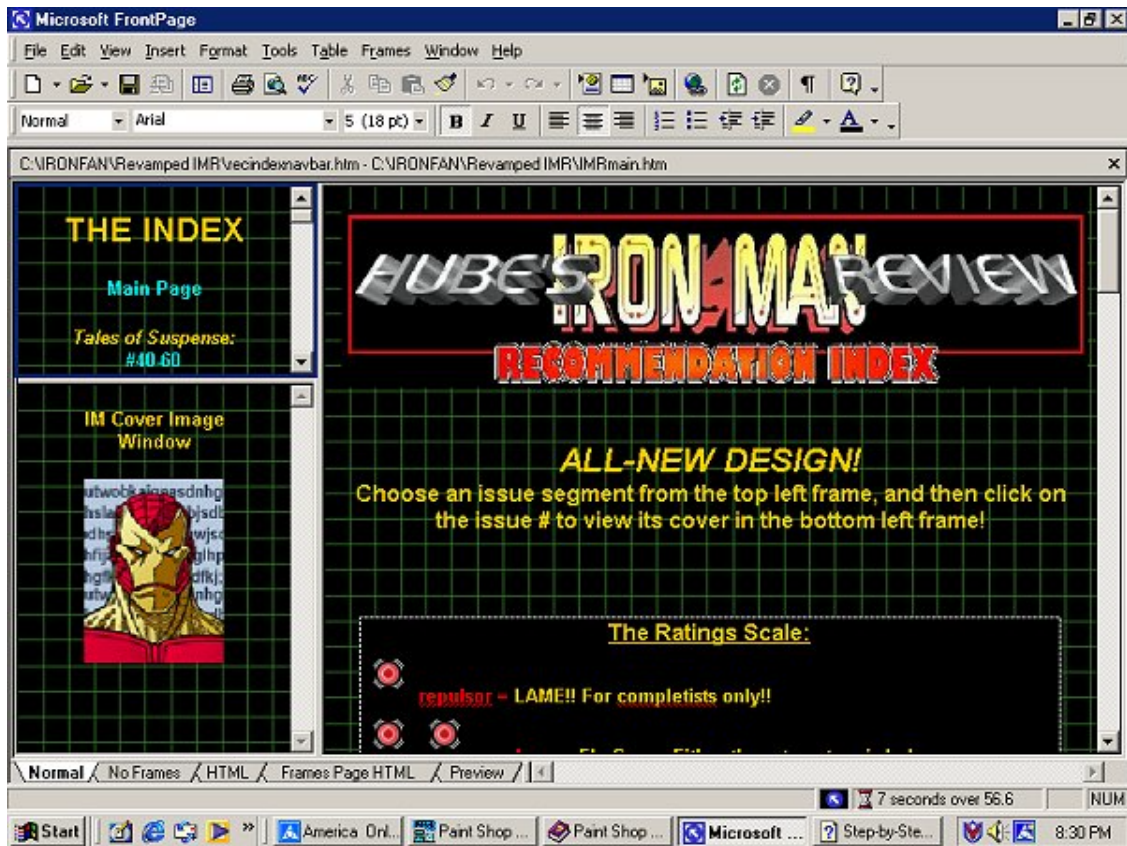 Microsoft FrontPage
File Edit View Insert Format Tools Table Frames Window Help
Normal Arial 5 (18 pt) B I U A
C:\IRONFAN\Revamped IMR\recindexnavbar.htm - C:\IRONFAN\Revamped IMR\IMRmain.htm
THE INDEX
Main Page
Tales of Suspense:
#40-60
IM Cover Image
Window
HUBE'S IRON MAN REVIEW
RECOMMENDATION INDEX
ALL-NEW DESIGN!
Choose an issue segment from the top left frame, and then click on
the issue # to view its cover in the bottom left frame!
The Ratings Scale:
repulsor = LAME!! For completists only!!
Normal No Frames HTML Frames Page HTML Preview
7 seconds over 56.6 NUM
Start America Onl... Paint Shop ... Paint Shop ... Microsoft ... Step-by-Ste... 8:30 PM